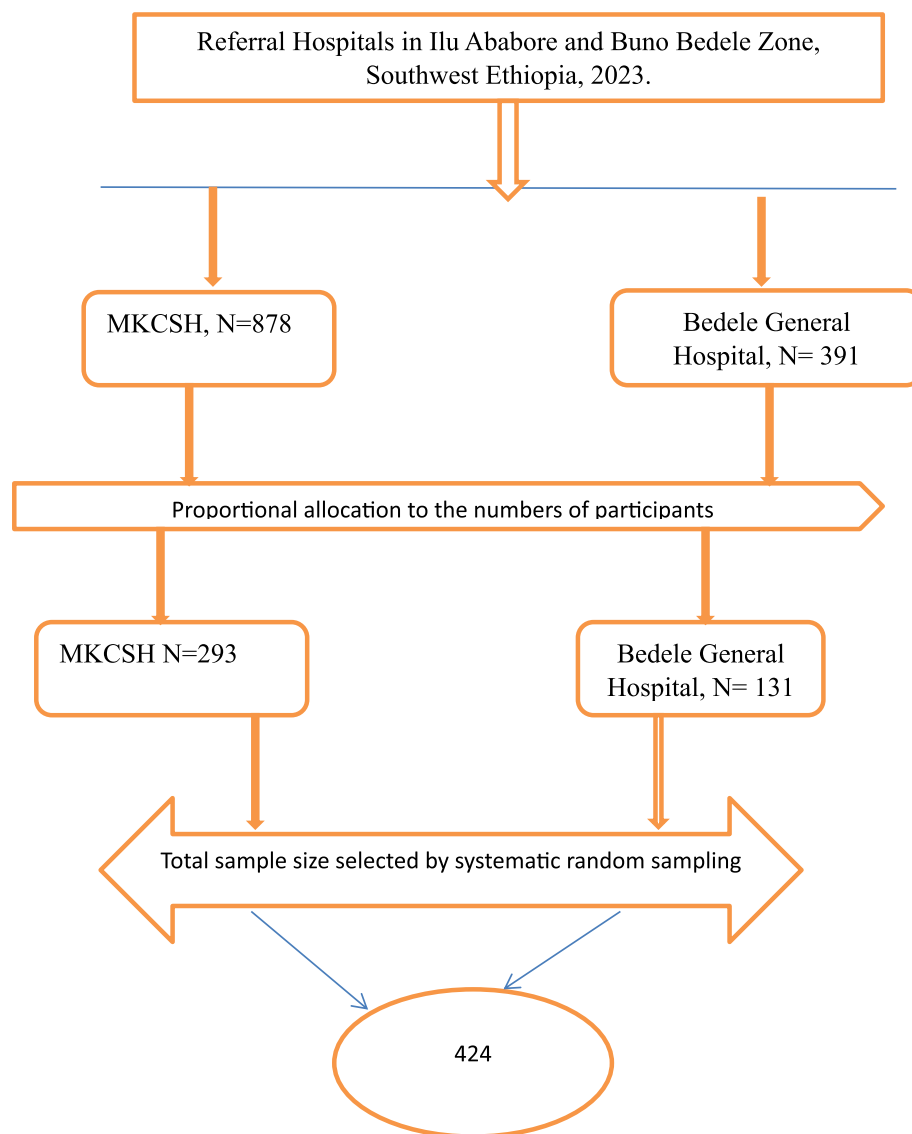 Referral Hospitals in Ilu Ababore and Buno Bedele Zone,
Southwest Ethiopia, 2023.
MKCSH, N=878
Bedele General
Hospital, N= 391
Proportional allocation to the numbers of participants
MKCSH N=293
Bedele General
Hospital, N= 131
Total sample size selected by systematic random sampling
424